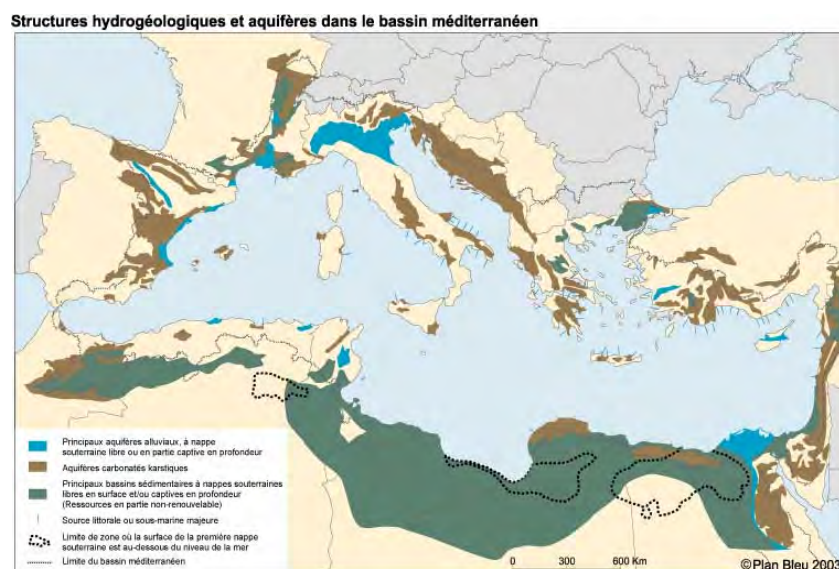 Structures hydrogéologiques et aquifères dans le bassin méditerranéen
Principaux aquifères alluviaux, à nappe
souterraine libre ou en partie captive en profondeur
Aquifères carbonatés karstiques
Principaux bassins sédimentaires à nappes souterraines
libres en surface et/ou captives en profondeur
(Ressources en partie non-renouvelable)
Source littorale ou sous-marine majeure
Limite de zone où la surface de la première nappe
souterraine est au-dessous du niveau de la mer
Limite du bassin méditerranéen
0 300 600 Km
©Plan Bleu 2003